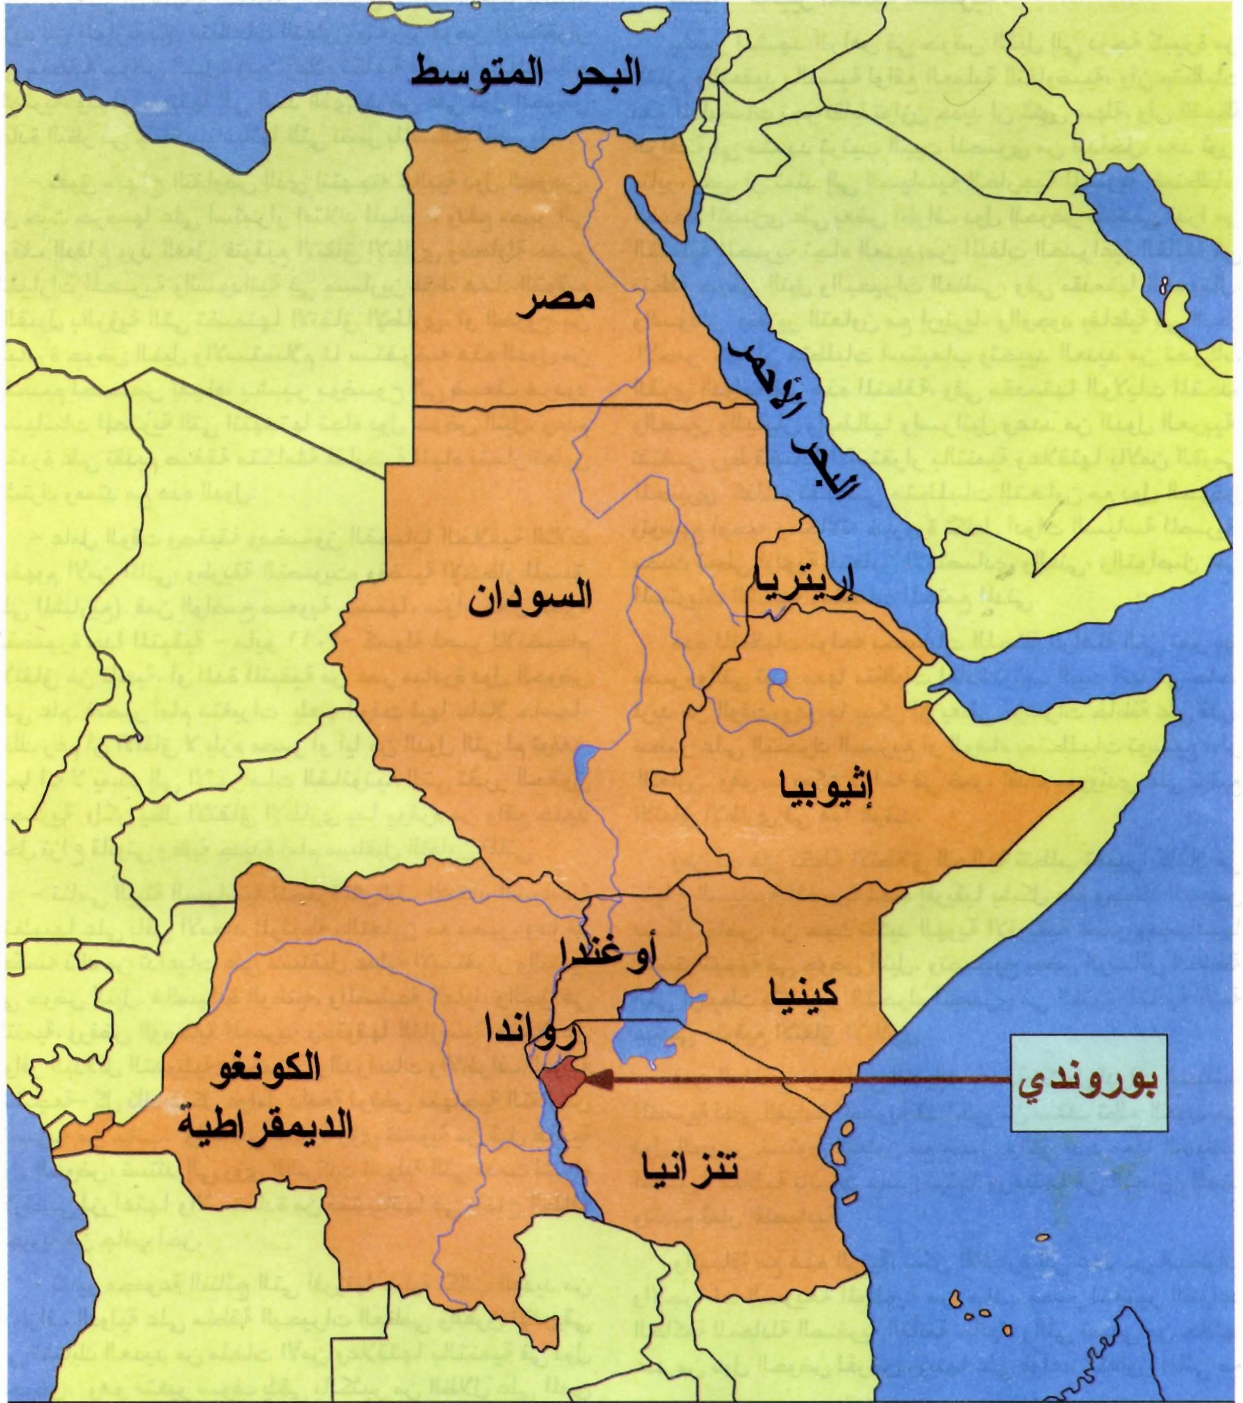 البحر المتوسط
مصر
البحر الأحمر
السودان
إريتريا
إثيوبيا
أوغندا
كينيا
رواندا
الكونغو
الديمقراطية
بوروندي
تنزانيا